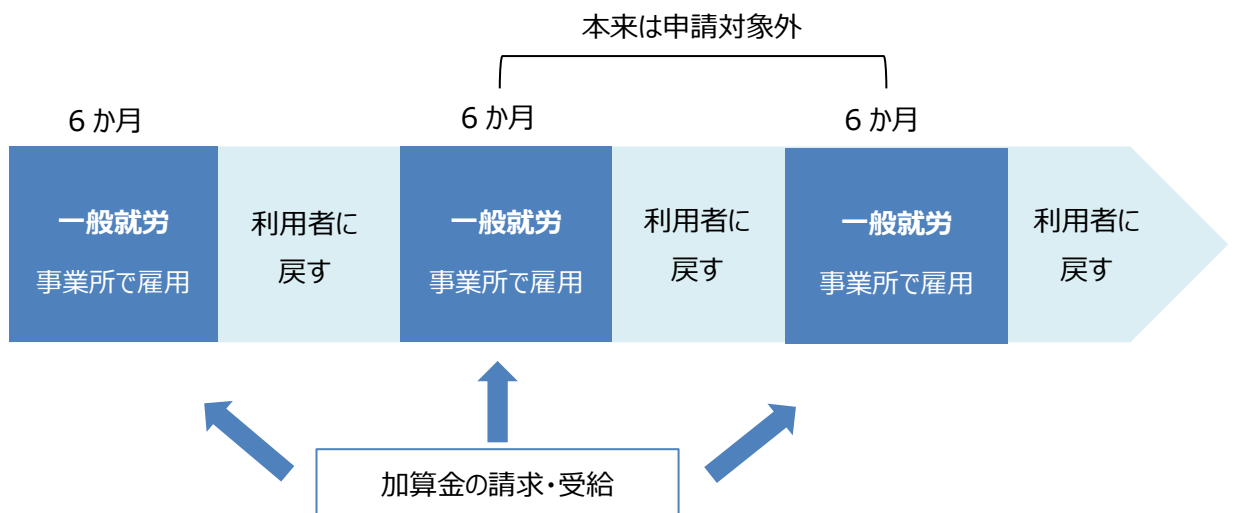 本来は申請対象外
6 か月
6 か月
6 か月
一般就労
事業所で雇用
利用者に
戻す
一般就労
事業所で雇用
利用者に
戻す
一般就労
事業所で雇用
利用者に
戻す
加算金の請求・受給